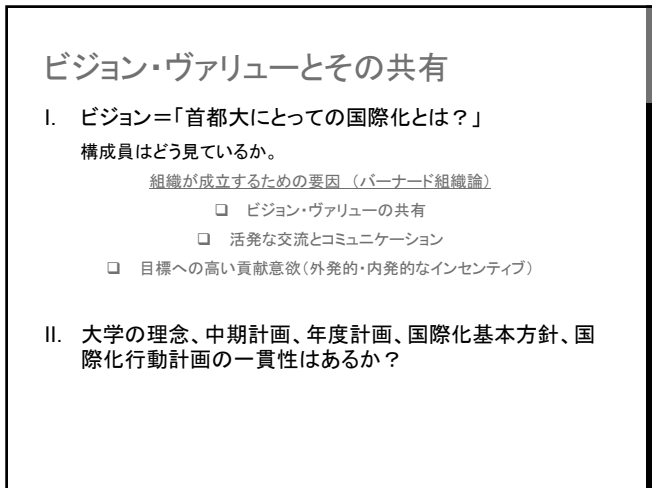 ビジョン・ヴァリューとその共有
I. ビジョン＝「首都大にとっての国際化とは？」
構成員はどう見ているか。
組織が成立するための要因 （バーナード組織論）
❑ ビジョン・ヴァリューの共有
❑ 活発な交流とコミュニケーション
❑ 目標への高い貢献意欲（外発的・内発的なインセンティブ）
II. 大学の理念、中期計画、年度計画、国際化基本方針、国
際化行動計画の一貫性はあるか？